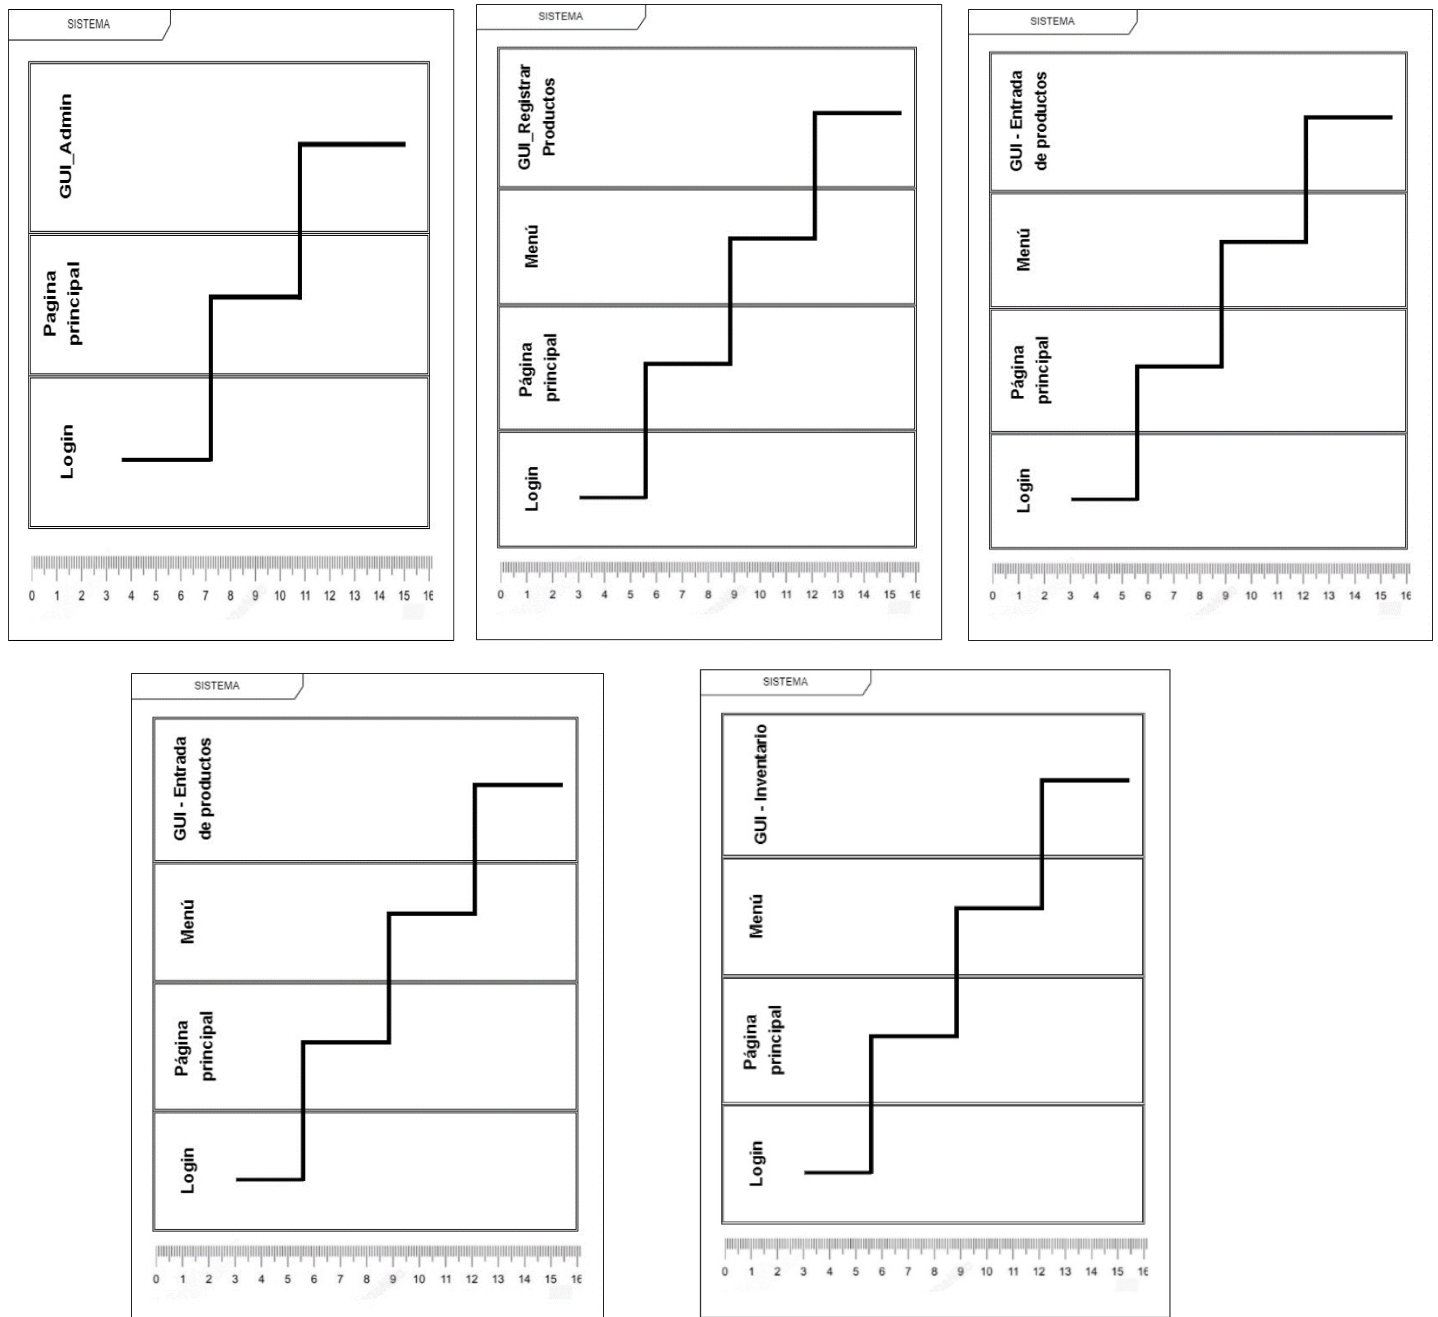 SISTEMA
GUI_Admin
Pagina
principal
Login
0 1 2 3 4 5 6 7 8 9 10 11 12 13 14 15 16
SISTEMA
GUI_Registrar
Productos
Menú
Página
principal
Login
0 1 2 3 4 5 6 7 8 9 10 11 12 13 14 15 16
SISTEMA
GUI - Entrada
de productos
Menú
Página
principal
Login
0 1 2 3 4 5 6 7 8 9 10 11 12 13 14 15 16
SISTEMA
GUI - Entrada
de productos
Menú
Página
principal
Login
0 1 2 3 4 5 6 7 8 9 10 11 12 13 14 15 16
SISTEMA
GUI - Inventario
Menú
Página
principal
Login
0 1 2 3 4 5 6 7 8 9 10 11 12 13 14 15 16